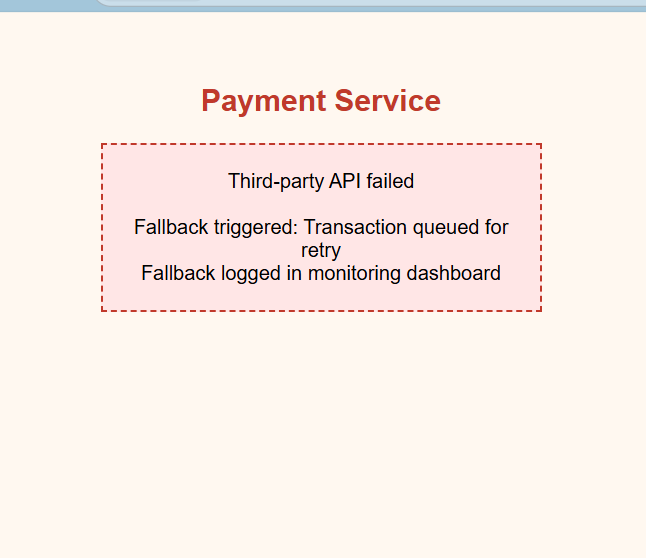 Payment Service
Third-party API failed
Fallback triggered: Transaction queued for
retry
Fallback logged in monitoring dashboard